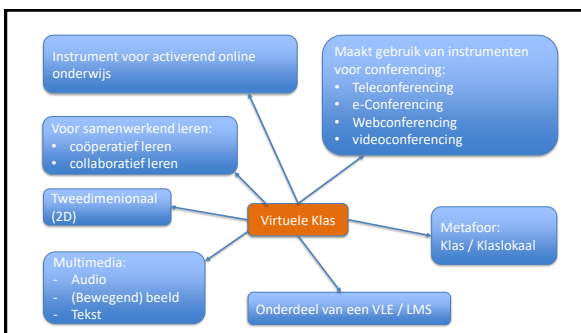 Instrument voor activerend online
onderwijs
Maakt gebruik van instrumenten
voor conferencing:
• Teleconferencing
• e-Conferencing
• Webconferencing
• videoconferencing
Voor samenwerkend leren:
• coöperatief leren
• collaboratief leren
Tweedimenionaal
(2D)
Virtuele Klas
Metafoor:
Klas / Klaslokaal
Multimedia:
- Audio
- (Bewegend) beeld
- Tekst
Onderdeel van een VLE / LMS